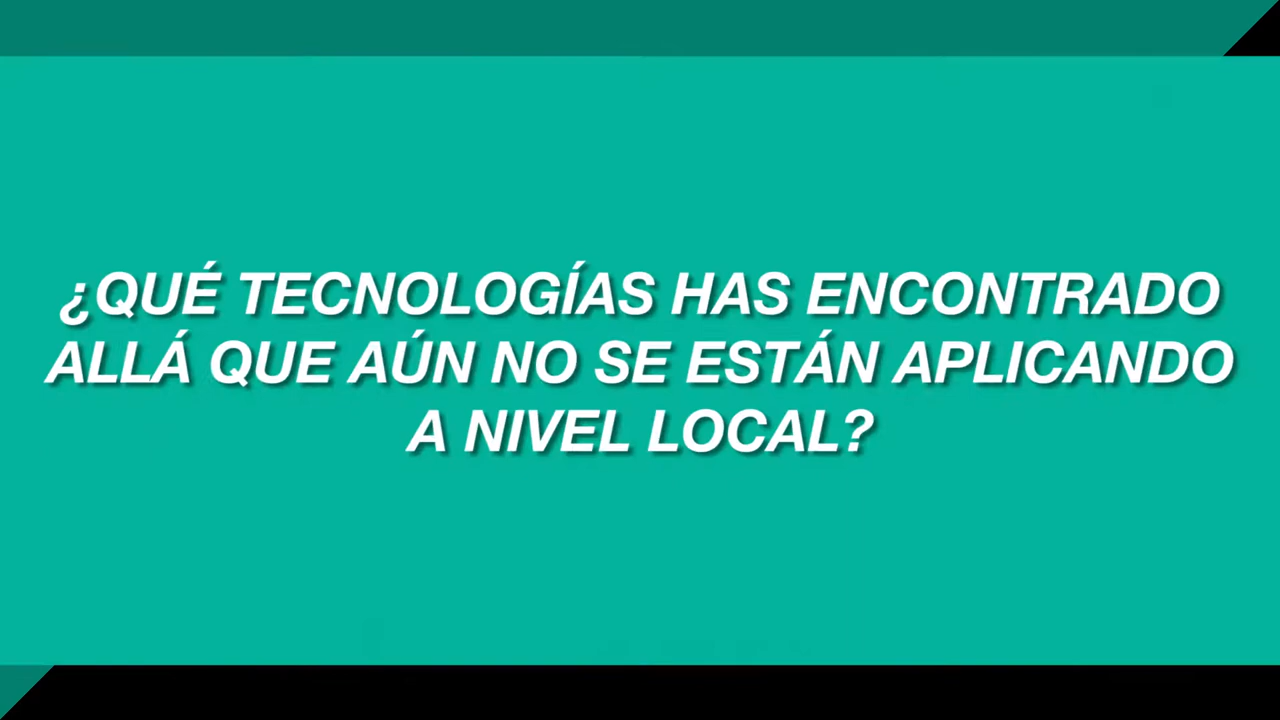 ¿QUÉ TECNOLOGÍAS HAS ENCONTRADO
ALLÁ QUE AÚN NO SE ESTÁN APLICANDO
A NIVEL LOCAL?